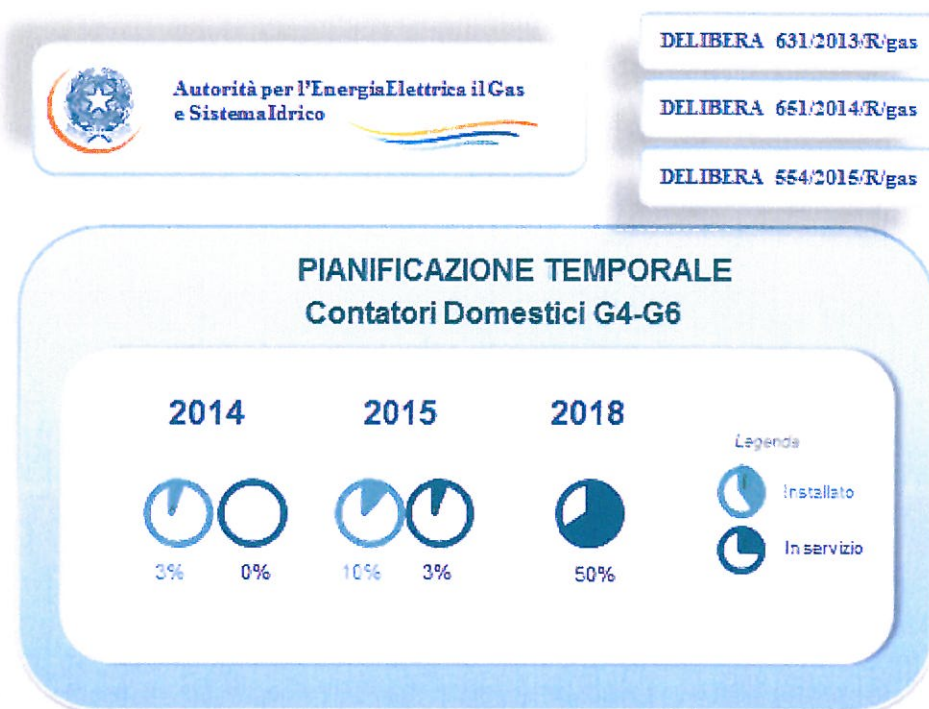 DELIBERA 631/2013/R/gas
Autorità per l'EnergiaElettrica il Gas
e SistemaIdrico
DELIBERA 651/2014/R/gas
DELIBERA 554/2015/R/gas
PIANIFICAZIONE TEMPORALE
Contatori Domestici G4-G6
2014
2015
2018
Legenda
Installato
In servizio
3%
0%
10%
3%
50%